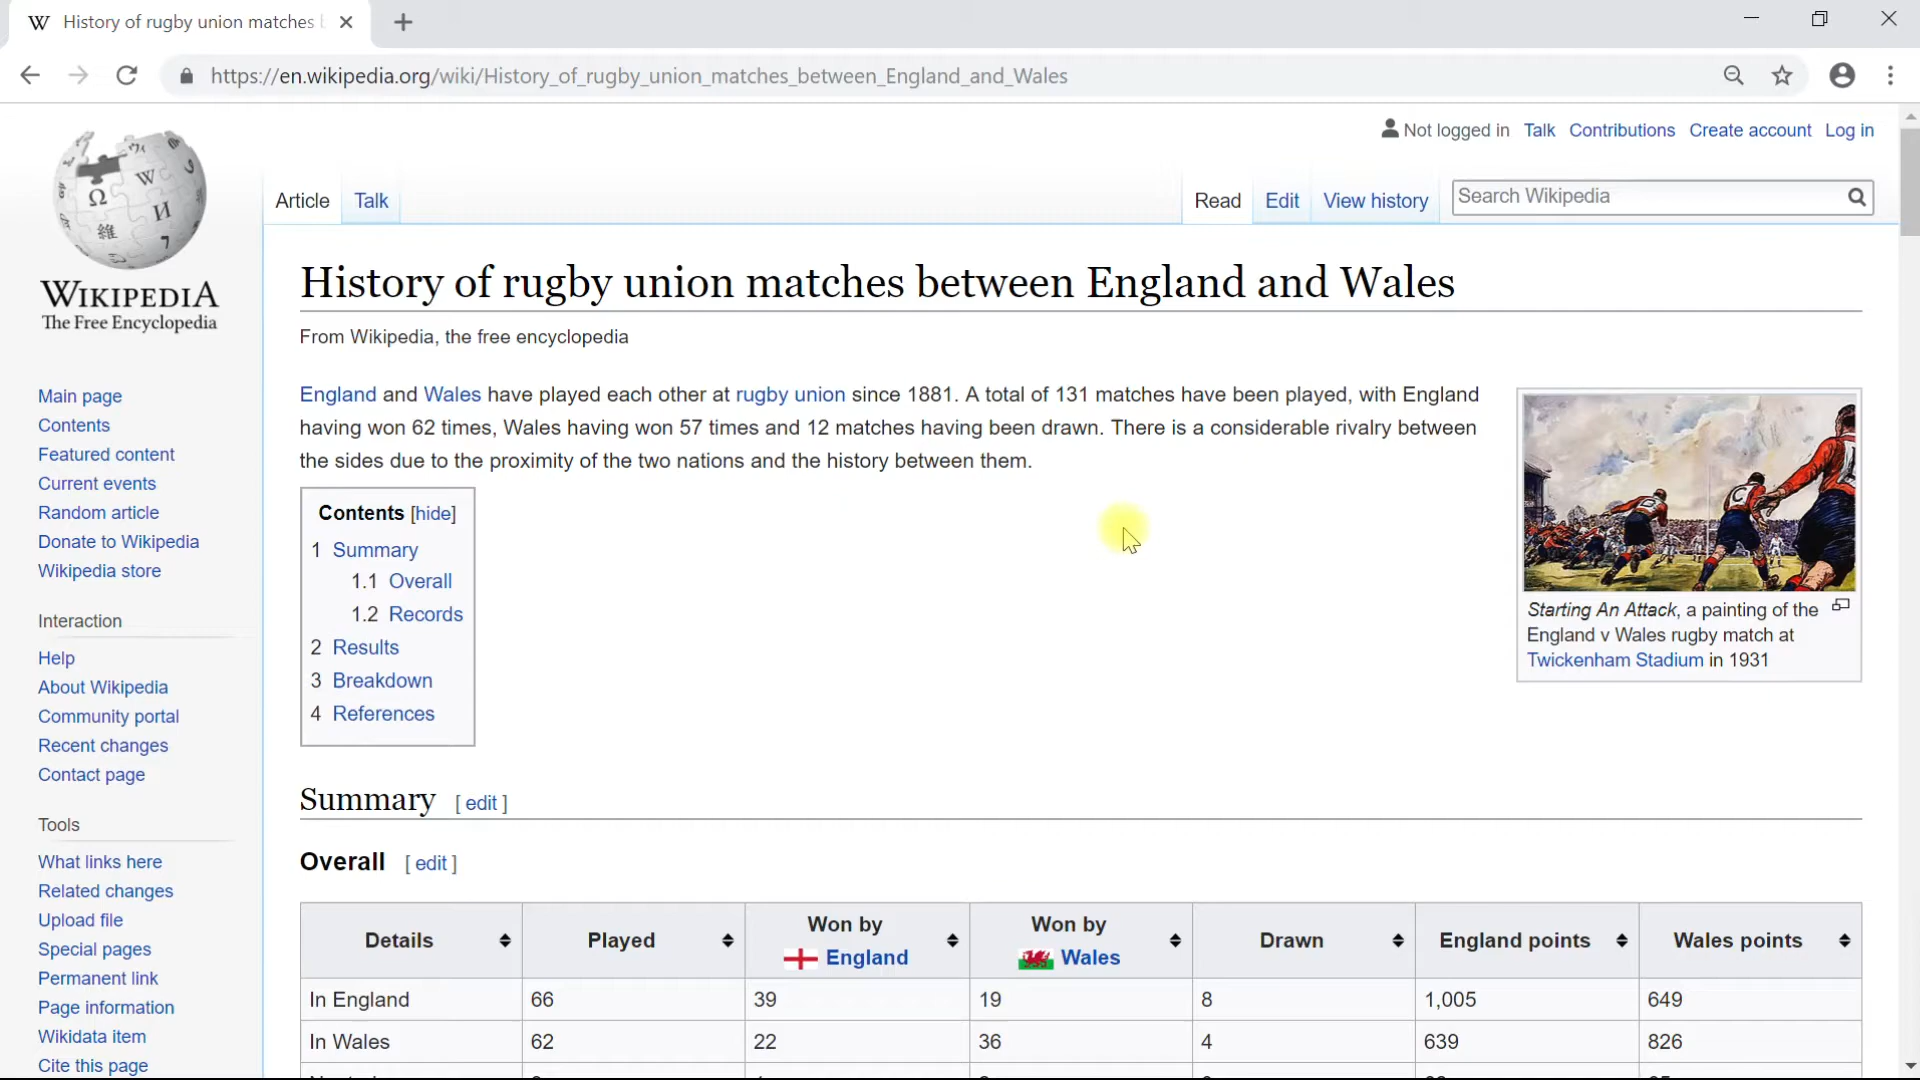 History of rugby union matches
https://en.wikipedia.org/wiki/History_of_rugby_union_matches_between_England_and_Wales
Not logged in Talk Contributions Create account Log in
Article Talk Read Edit View history Search Wikipedia
WIKIPEDIA
The Free Encyclopedia
Main page
Contents
Featured content
Current events
Random article
Donate to Wikipedia
Wikipedia store
Interaction
Help
About Wikipedia
Community portal
Recent changes
Contact page
Tools
What links here
Related changes
Upload file
Special pages
Permanent link
Page information
Wikidata item
Cite this page
History of rugby union matches between England and Wales
From Wikipedia, the free encyclopedia
England and Wales have played each other at rugby union since 1881. A total of 131 matches have been played, with England
having won 62 times, Wales having won 57 times and 12 matches having been drawn. There is a considerable rivalry between
the sides due to the proximity of the two nations and the history between them.
Starting An Attack, a painting of the
England v Wales rugby match at
Twickenham Stadium in 1931
Contents [hide]
1 Summary
1.1 Overall
1.2 Records
2 Results
3 Breakdown
4 References
Summary [ edit ]
Overall [ edit ]
Details Played Won by England Won by Wales Drawn England points Wales points
In England 66 39 19 8 1,005 649
In Wales 62 22 36 4 639 826